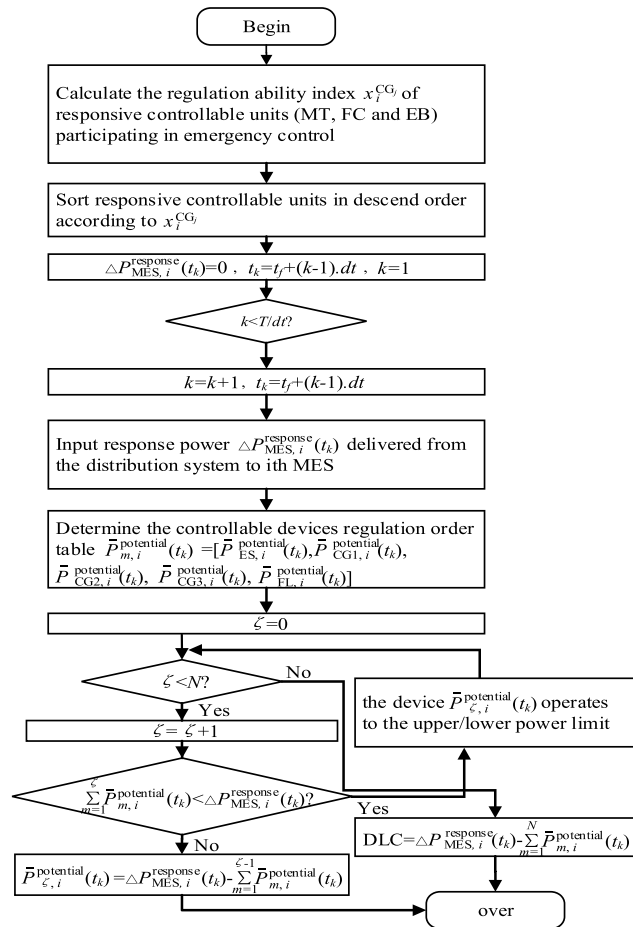 Begin
Calculate the regulation ability index x_i^{CG_j} of
responsive controllable units (MT, FC and EB)
participating in emergency control
Sort responsive controllable units in descend order
according to x_i^{CG_j}
△P_{MES, i}^{response}(t_k)=0 , t_k=t_f+(k-1).dt , k=1
k<T/dt?
k=k+1, t_k=t_f+(k-1).dt
Input response power △P_{MES, i}^{response}(t_k) delivered from
the distribution system to ith MES
Determine the controllable devices regulation order
table P̄_{m, i}^{potential}(t_k) =[P̄_{ES, i}^{potential}(t_k), P̄_{CG1, i}^{potential}(t_k),
P̄_{CG2, i}^{potential}(t_k), P̄_{CG3, i}^{potential}(t_k), P̄_{FL, i}^{potential}(t_k)]
ζ=0
ζ<N?
No
Yes
the device P̄_{ζ, i}^{potential}(t_k) operates
to the upper/lower power limit
ζ= ζ+1
∑_{m=1}^{ζ} P̄_{m, i}^{potential}(t_k)<△P_{MES, i}^{response}(t_k)?
Yes
No
DLC=△P_{MES, i}^{response}(t_k)-∑_{m=1}^{N} P̄_{m, i}^{potential}(t_k)
P̄_{ζ, i}^{potential}(t_k)=△P_{MES, i}^{response}(t_k)-∑_{m=1}^{ζ-1} P̄_{m, i}^{potential}(t_k)
over